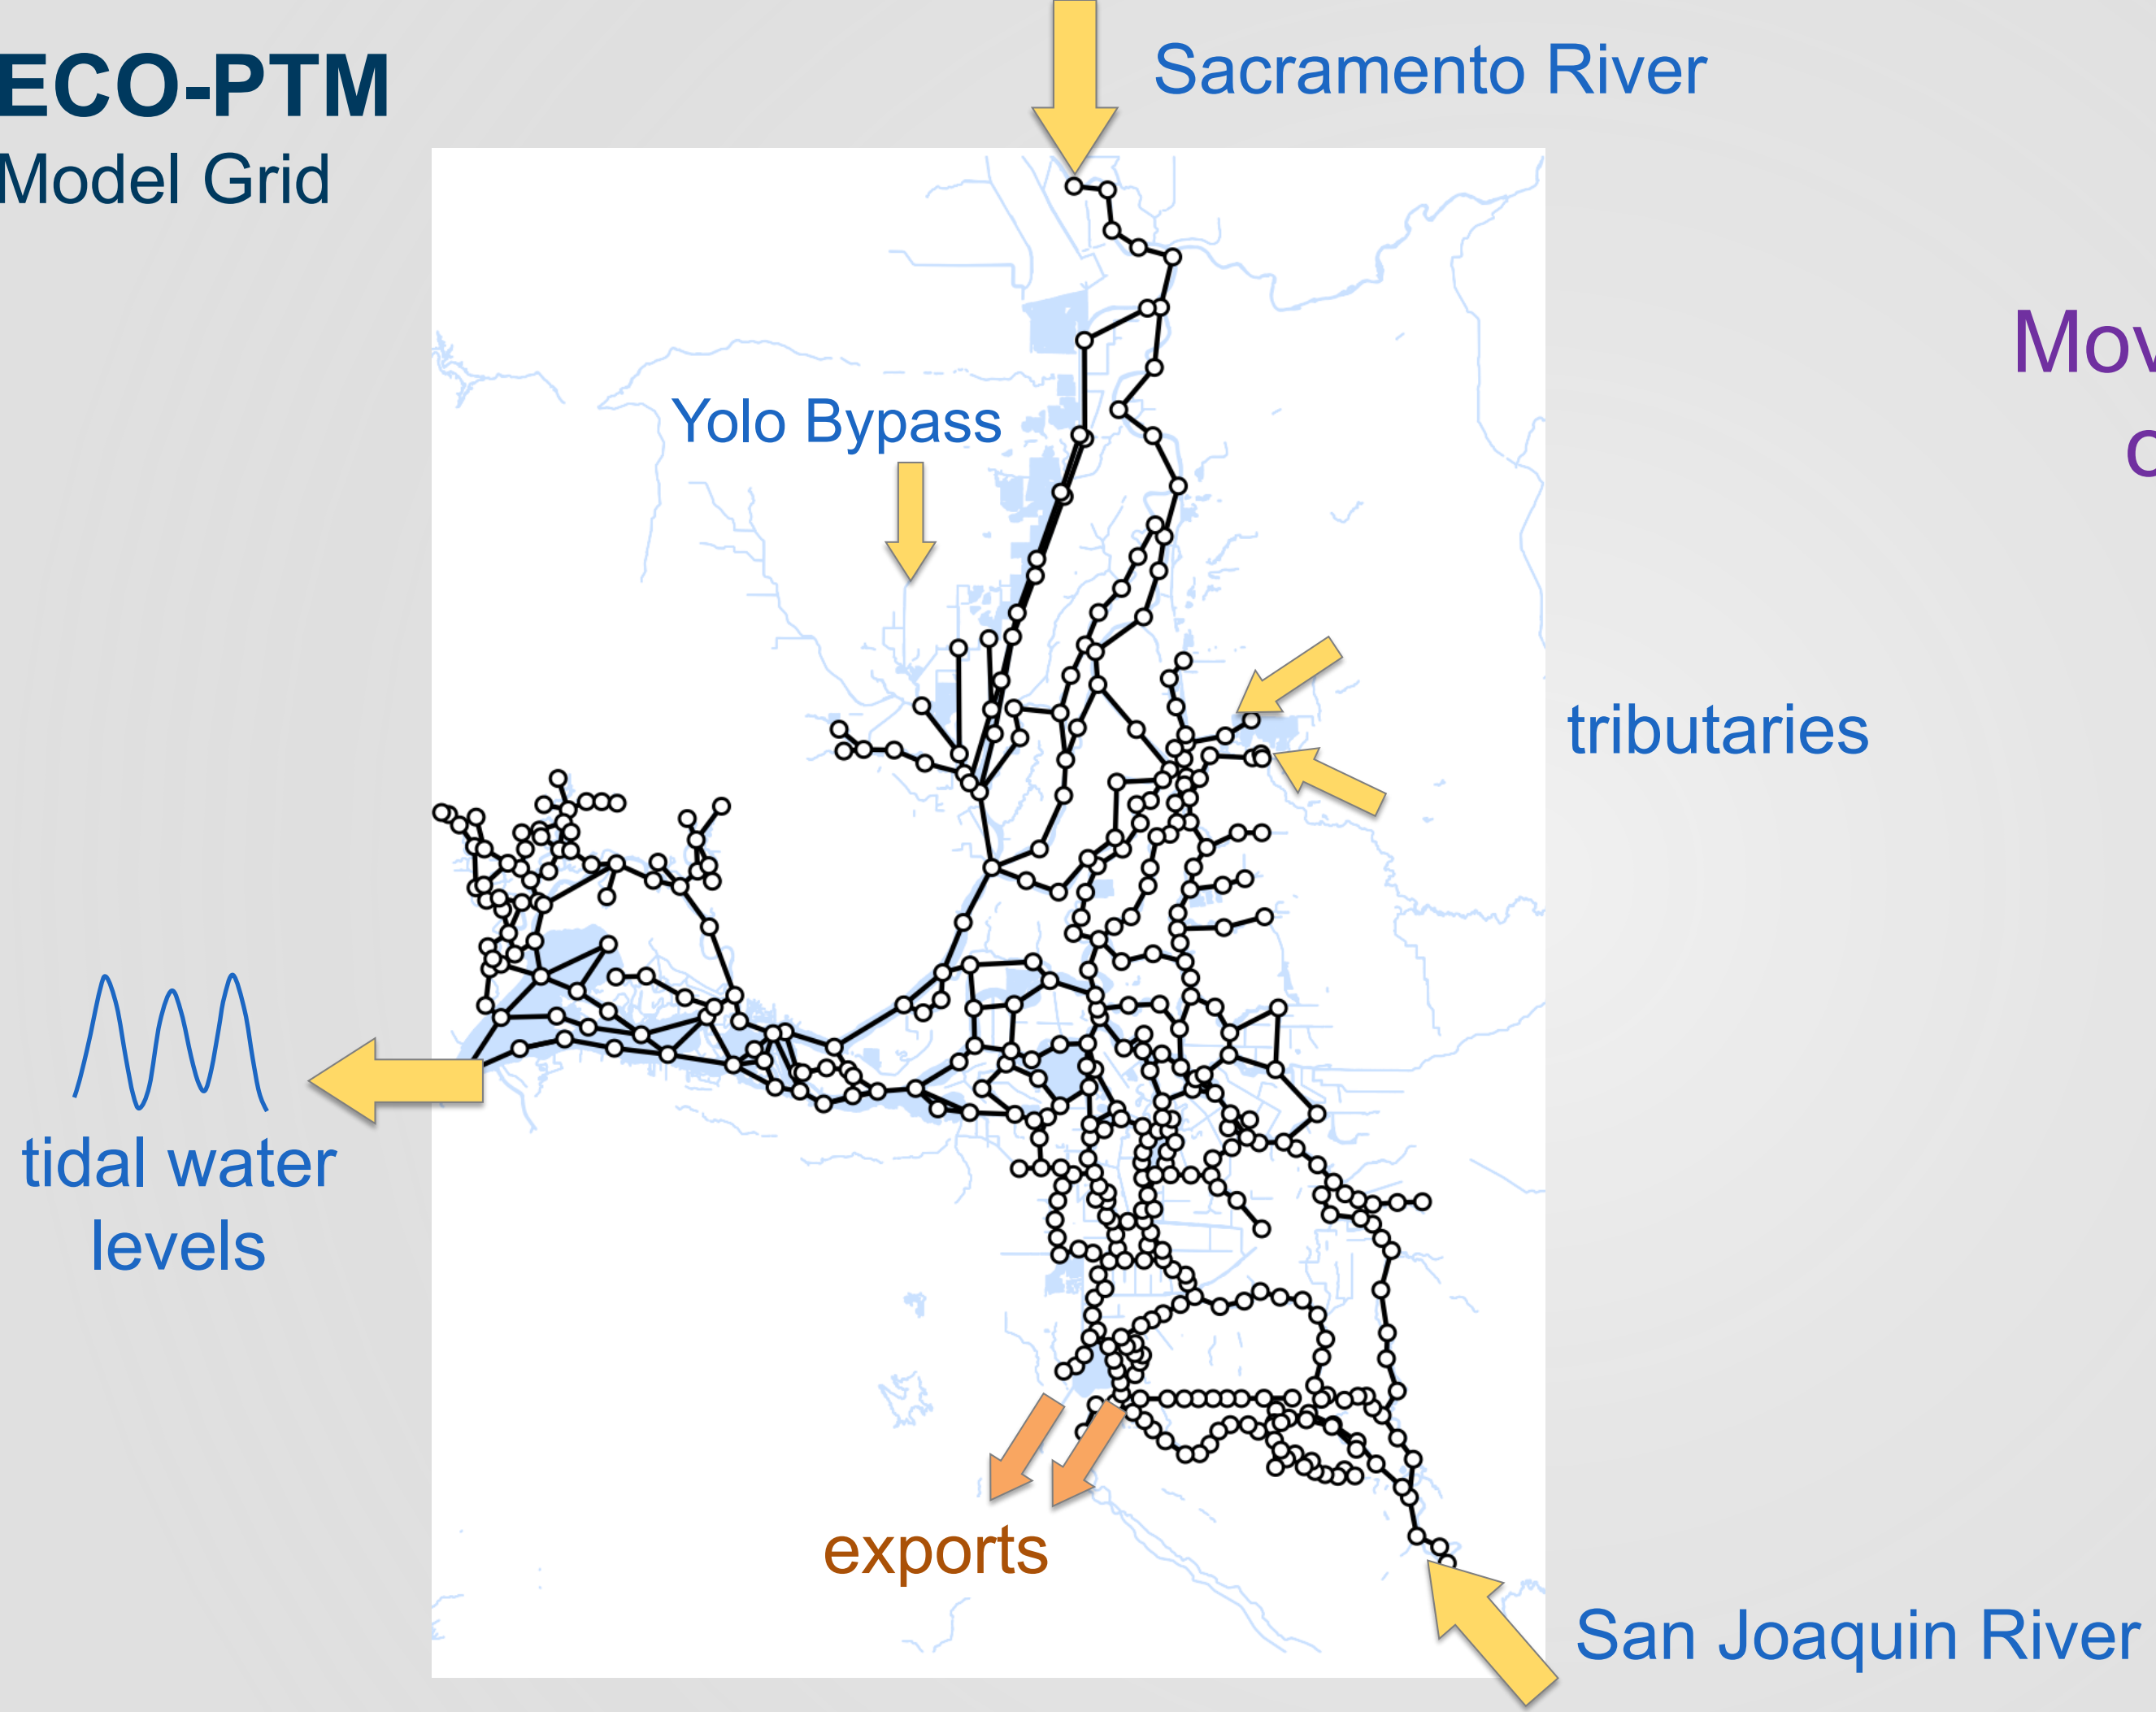 ECO-PTM
Model Grid
Sacramento River
Yolo Bypass
tributaries
tidal water
levels
exports
San Joaquin River